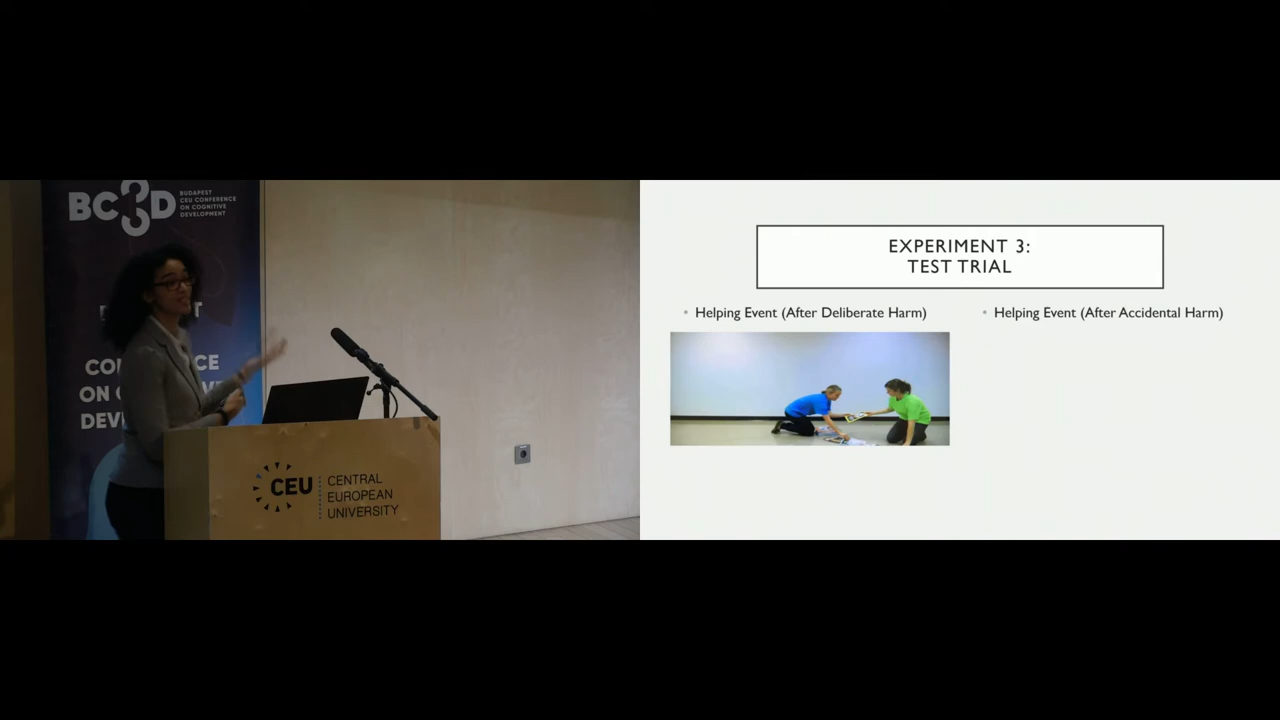 BC3D
BUDAPEST
CEU CONFERENCE
ON COGNITIVE
DEVELOPMENT
CEU
CENTRAL
EUROPEAN
UNIVERSITY
EXPERIMENT 3:
TEST TRIAL
• Helping Event (After Deliberate Harm)
• Helping Event (After Accidental Harm)